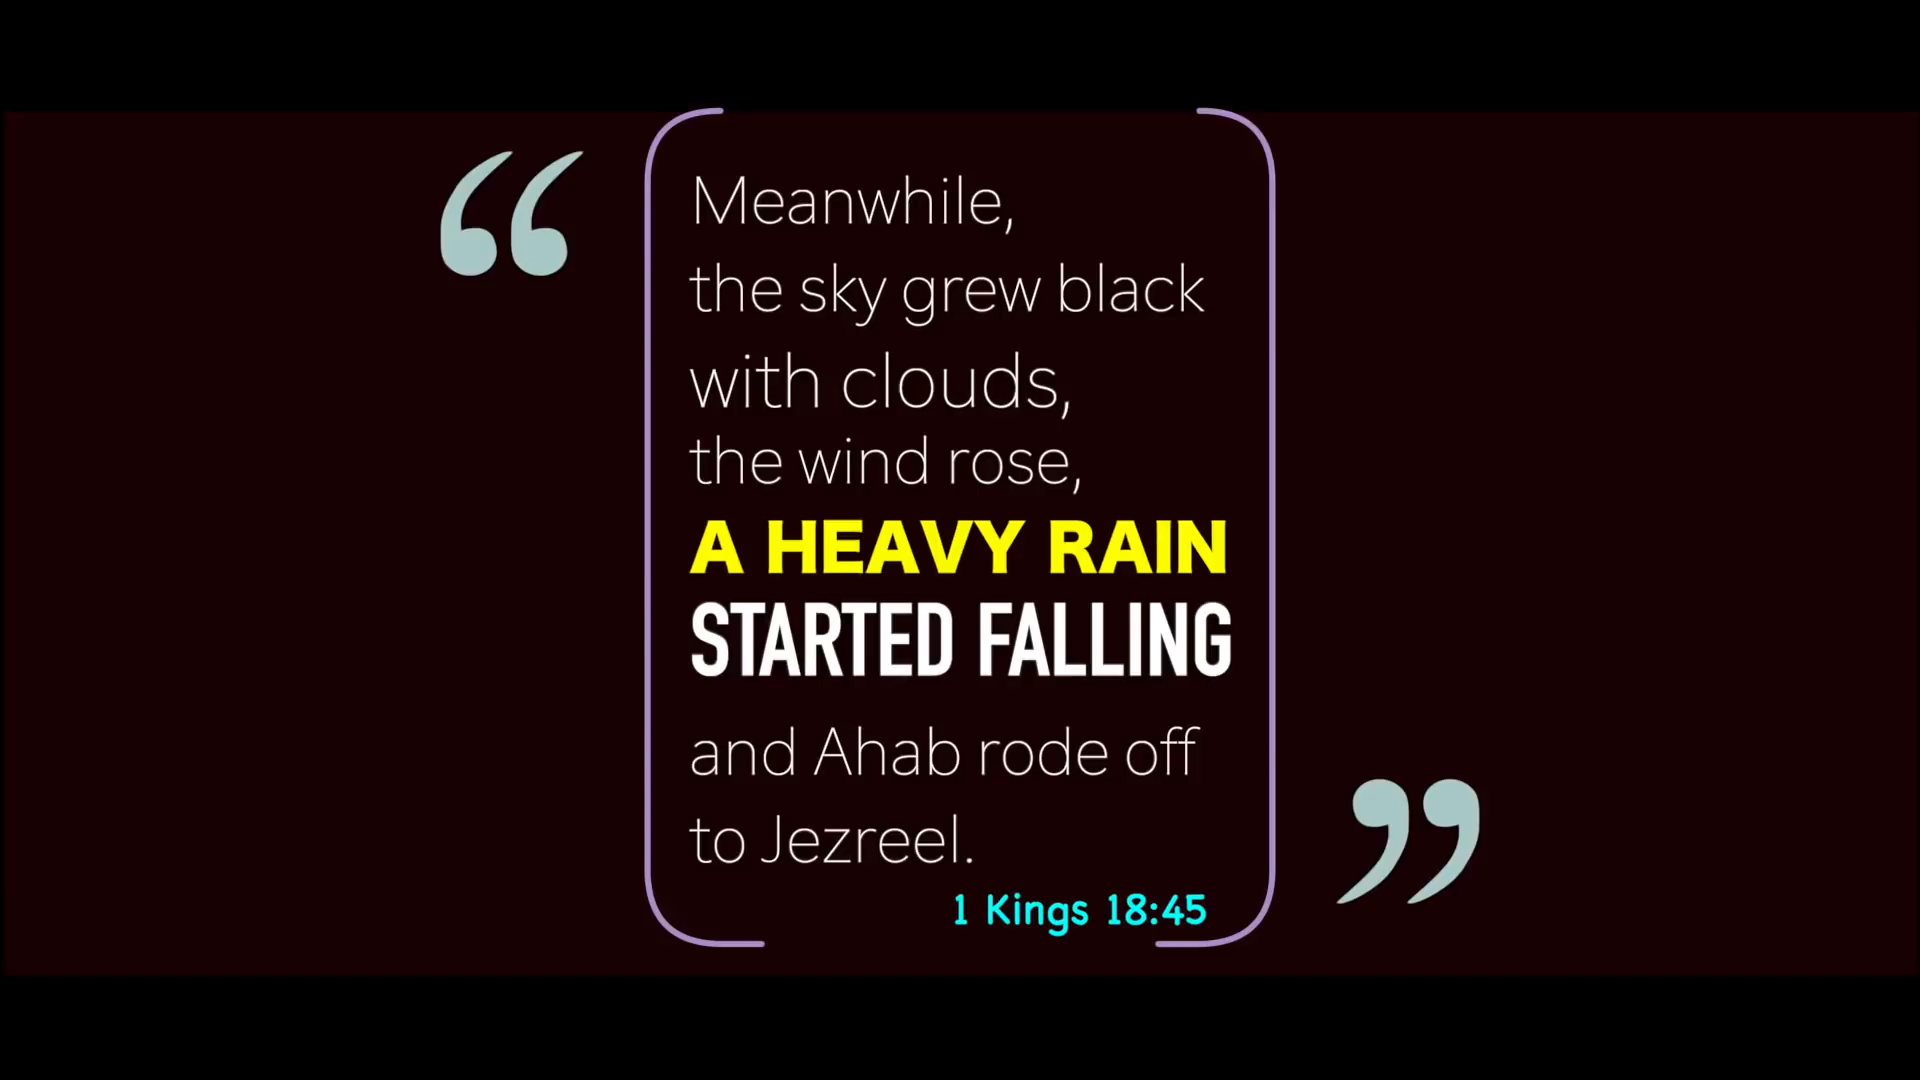 “
Meanwhile,
the sky grew black
with clouds,
the wind rose,
A HEAVY RAIN
STARTED FALLING
and Ahab rode off
to Jezreel.
”
1 Kings 18:45